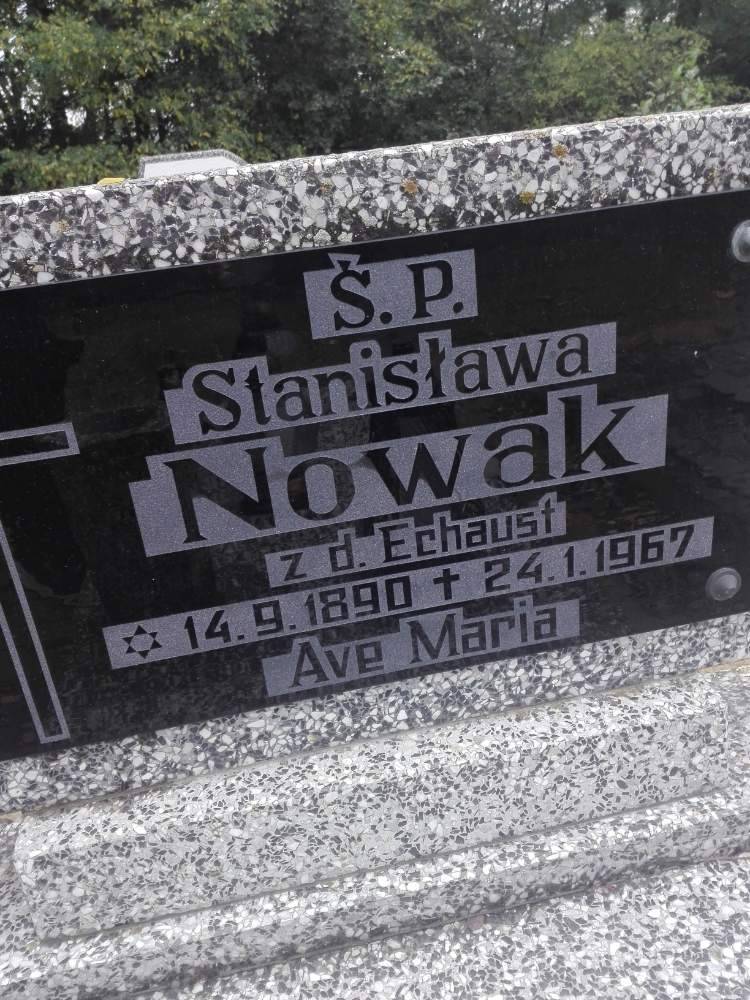 Ś. P.
Stanisława
Nowak
z d. Echaust
✡ 14.9.1890 ✝ 24.1.1967
Ave Maria